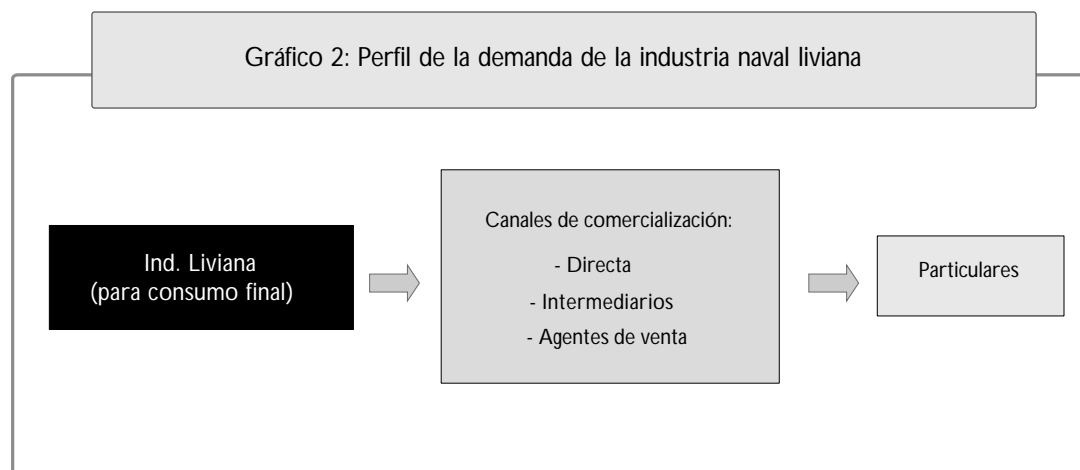 Gráfico 2: Perfil de la demanda de la industria naval liviana
Ind. Liviana
(para consumo final)
Canales de comercialización:
- Directa
- Intermediarios
- Agentes de venta
Particulares